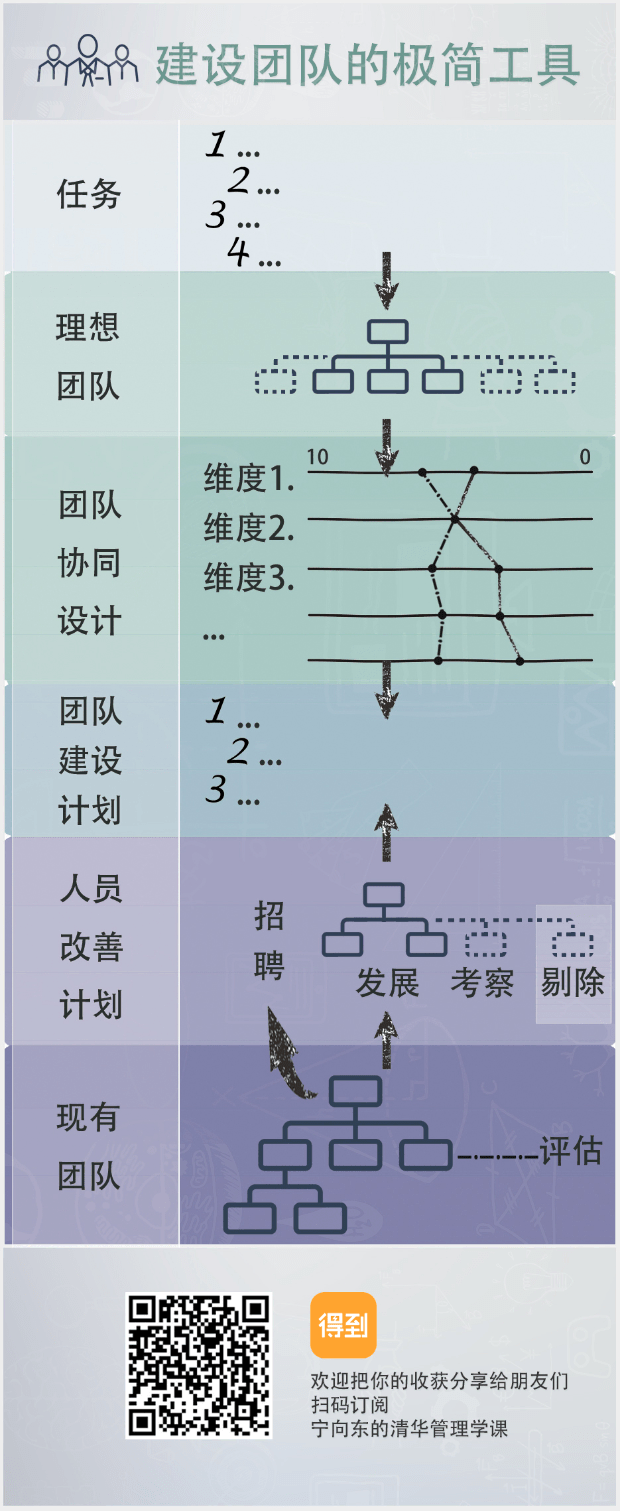 建设团队的极简工具
任务
1 ...
2 ...
3 ...
4 ...
理想
团队
团队
协同
设计
10 0
维度1.
维度2.
维度3.
...
团队
建设
计划
1 ...
2 ...
3 ...
人员
改善
计划
招
聘
发展 考察 剔除
现有
团队
评估
得到
欢迎把你的收获分享给朋友们
扫码订阅
宁向东的清华管理学课